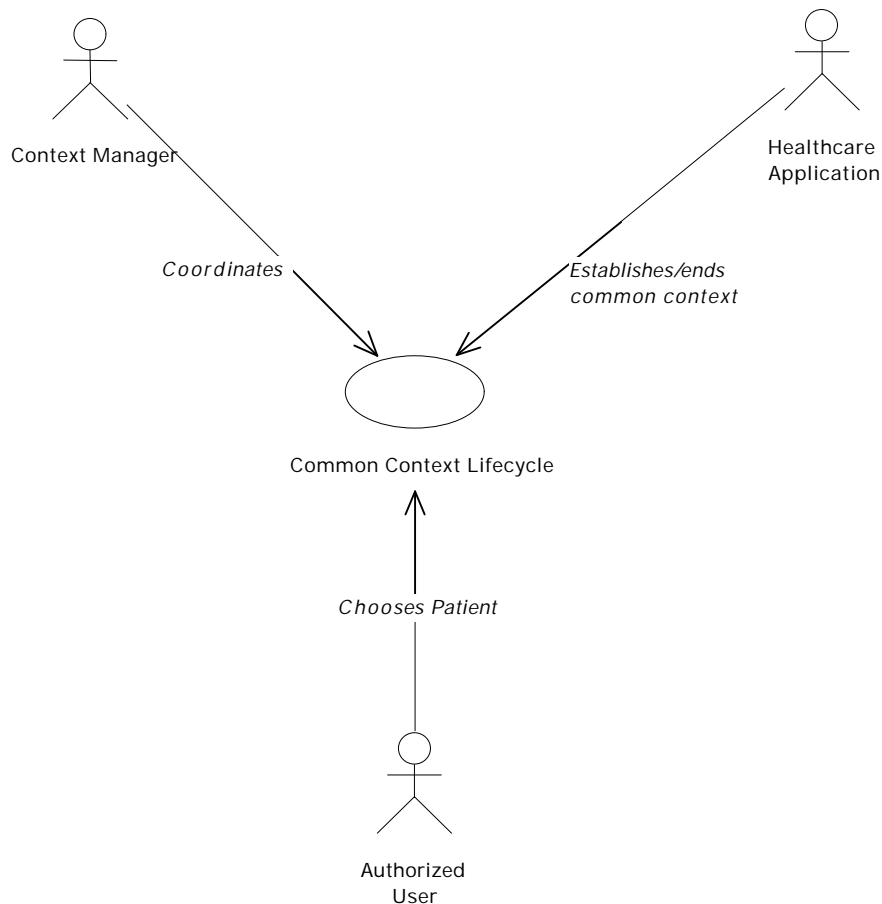 Context Manager
Healthcare
Application
Coordinates
Establishes/ends
common context
Common Context Lifecycle
Chooses Patient
Authorized
User